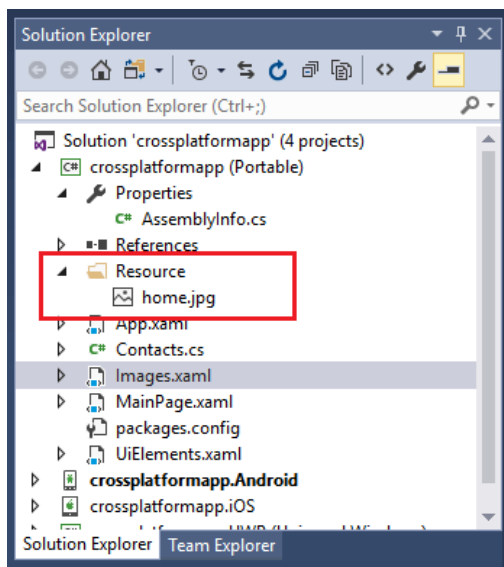 Solution Explorer
Search Solution Explorer (Ctrl+;)
Solution 'crossplatformapp' (4 projects)
C# crossplatformapp (Portable)
Properties
C# AssemblyInfo.cs
References
Resource
home.jpg
App.xaml
C# Contacts.cs
Images.xaml
MainPage.xaml
packages.config
UiElements.xaml
crossplatformapp.Android
crossplatformapp.iOS
Solution Explorer Team Explorer